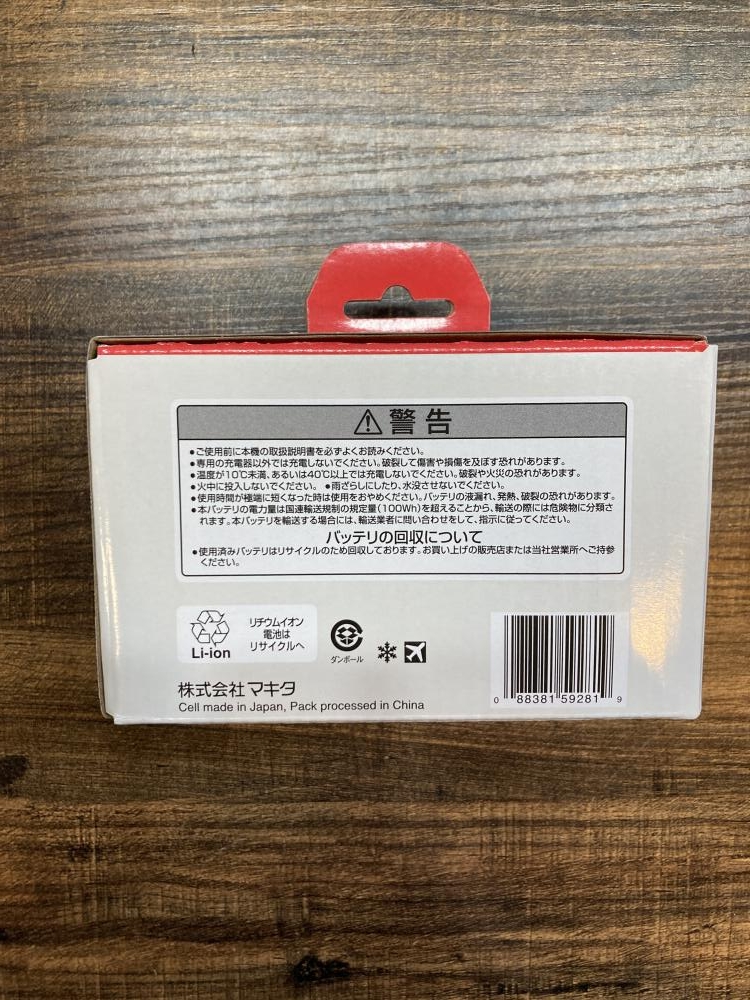 警告
●ご使用前に本機の取扱説明書を必ずよくお読みください。
●専用の充電器以外では充電しないでください。破裂して傷害や損傷を及ぼす恐れがあります。
●温度が10℃未満、あるいは40℃以上では充電しないでください。破裂や火災の恐れがあります。
●火中に投入しないでください。 ●雨ざらしにしたり、水没させないでください。
●使用時間が極端に短くなった時は使用をおやめください。バッテリの液漏れ、発熱、破裂の恐れがあります。
●本バッテリの電力量は国連輸送規制の規定量(100Wh)を超えることから、輸送の際には危険物に分類さ
れます。本バッテリを輸送する場合には、輸送業者に問い合わせをして、指示に従ってください。
バッテリの回収について
●使用済みバッテリはリサイクルのため回収しております。お買い上げの販売店または当社営業所へご持参
ください。
Li-ion
リチウムイオン
電池は
リサイクルへ
ダンボール
0 88381 59281 9
株式会社マキタ
Cell made in Japan, Pack processed in China